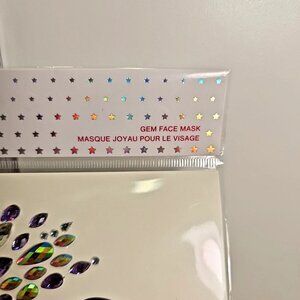 GEM FACE MASK
MASQUE JOYAU POUR LE VISAGE